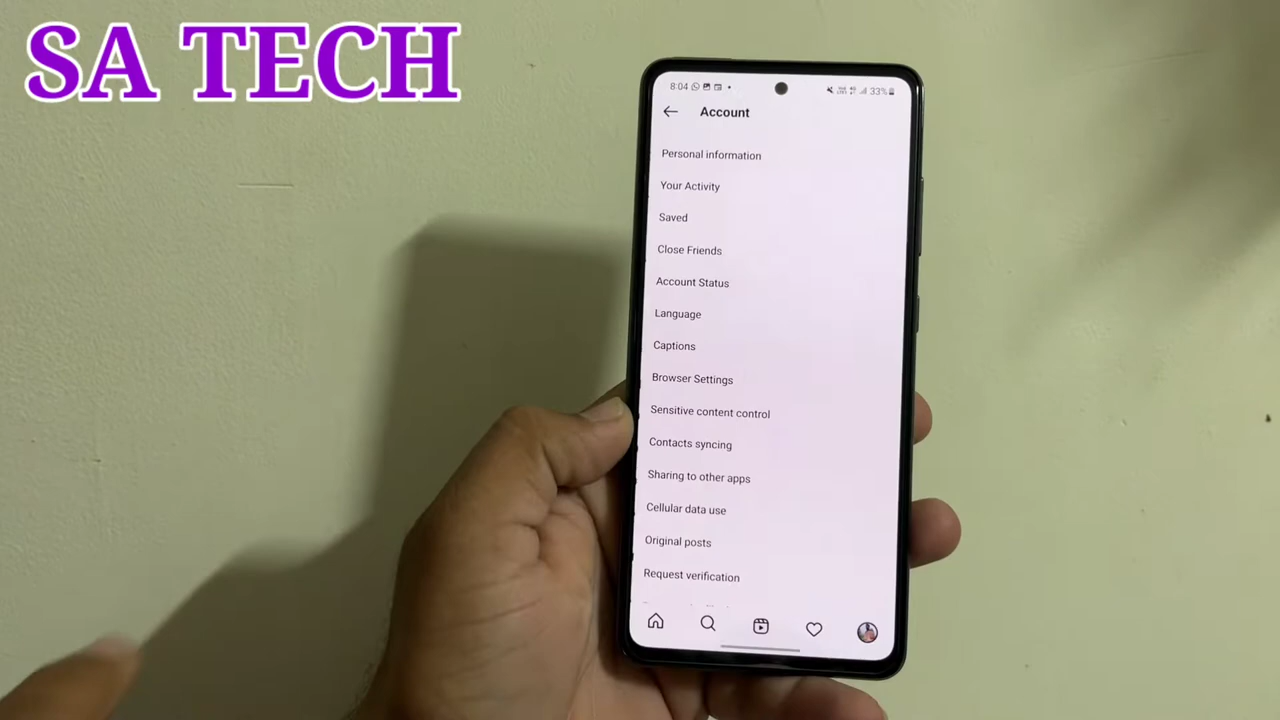 SA TECH
8:04
33%
Account
Personal information
Your Activity
Saved
Close Friends
Account Status
Language
Captions
Browser Settings
Sensitive content control
Contacts syncing
Sharing to other apps
Cellular data use
Original posts
Request verification